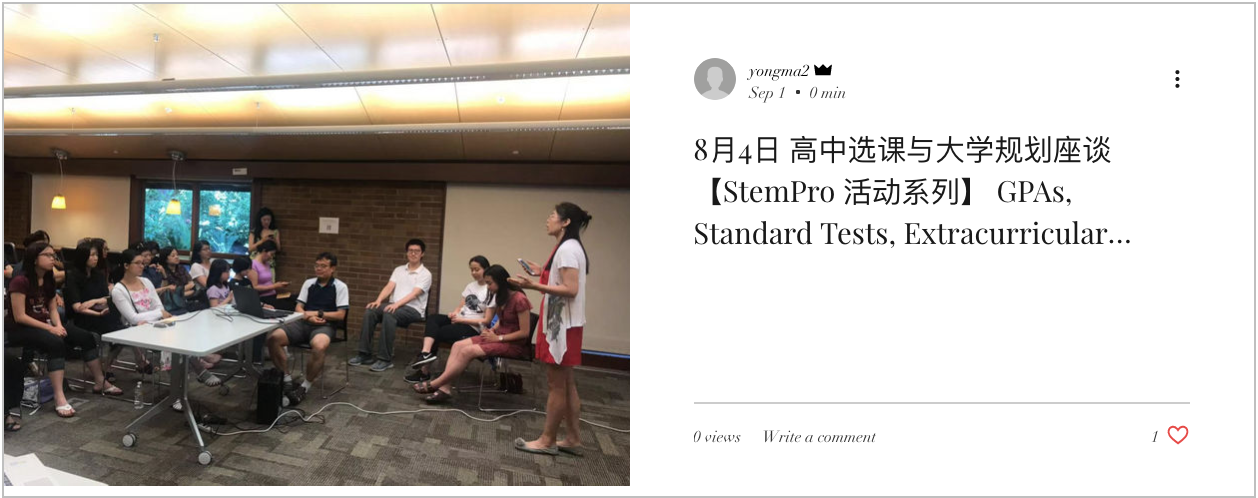 yongma2
Sep 1 • 0 min
8月4日 高中选课与大学规划座谈
【StemPro 活动系列】 GPAs,
Standard Tests, Extracurricular...
0 views Write a comment 1